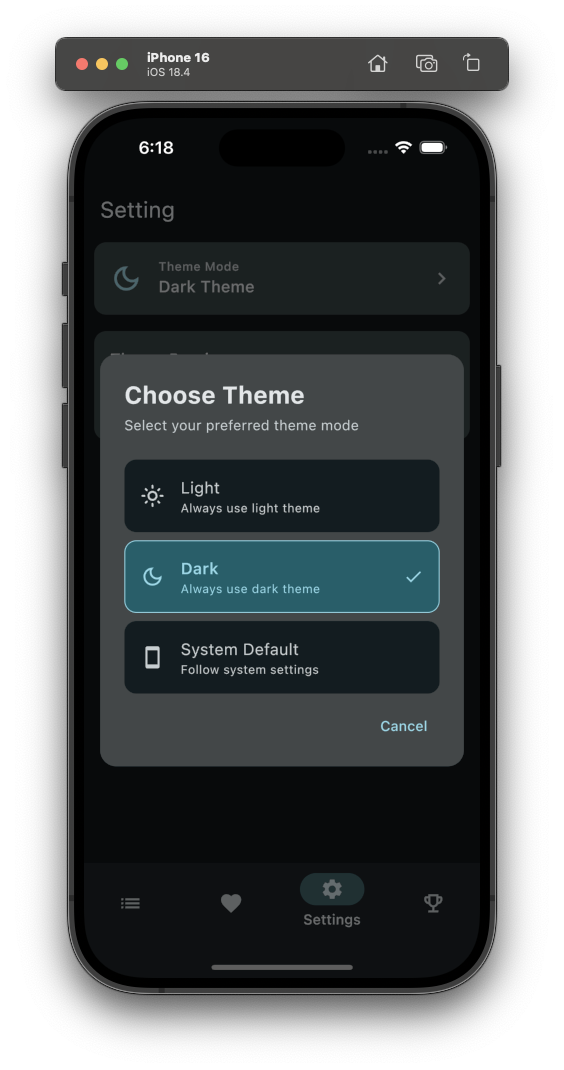 iPhone 16
iOS 18.4
6:18
Setting
Theme Mode
Dark Theme
Choose Theme
Select your preferred theme mode
Light
Always use light theme
Dark
Always use dark theme
System Default
Follow system settings
Cancel
Settings